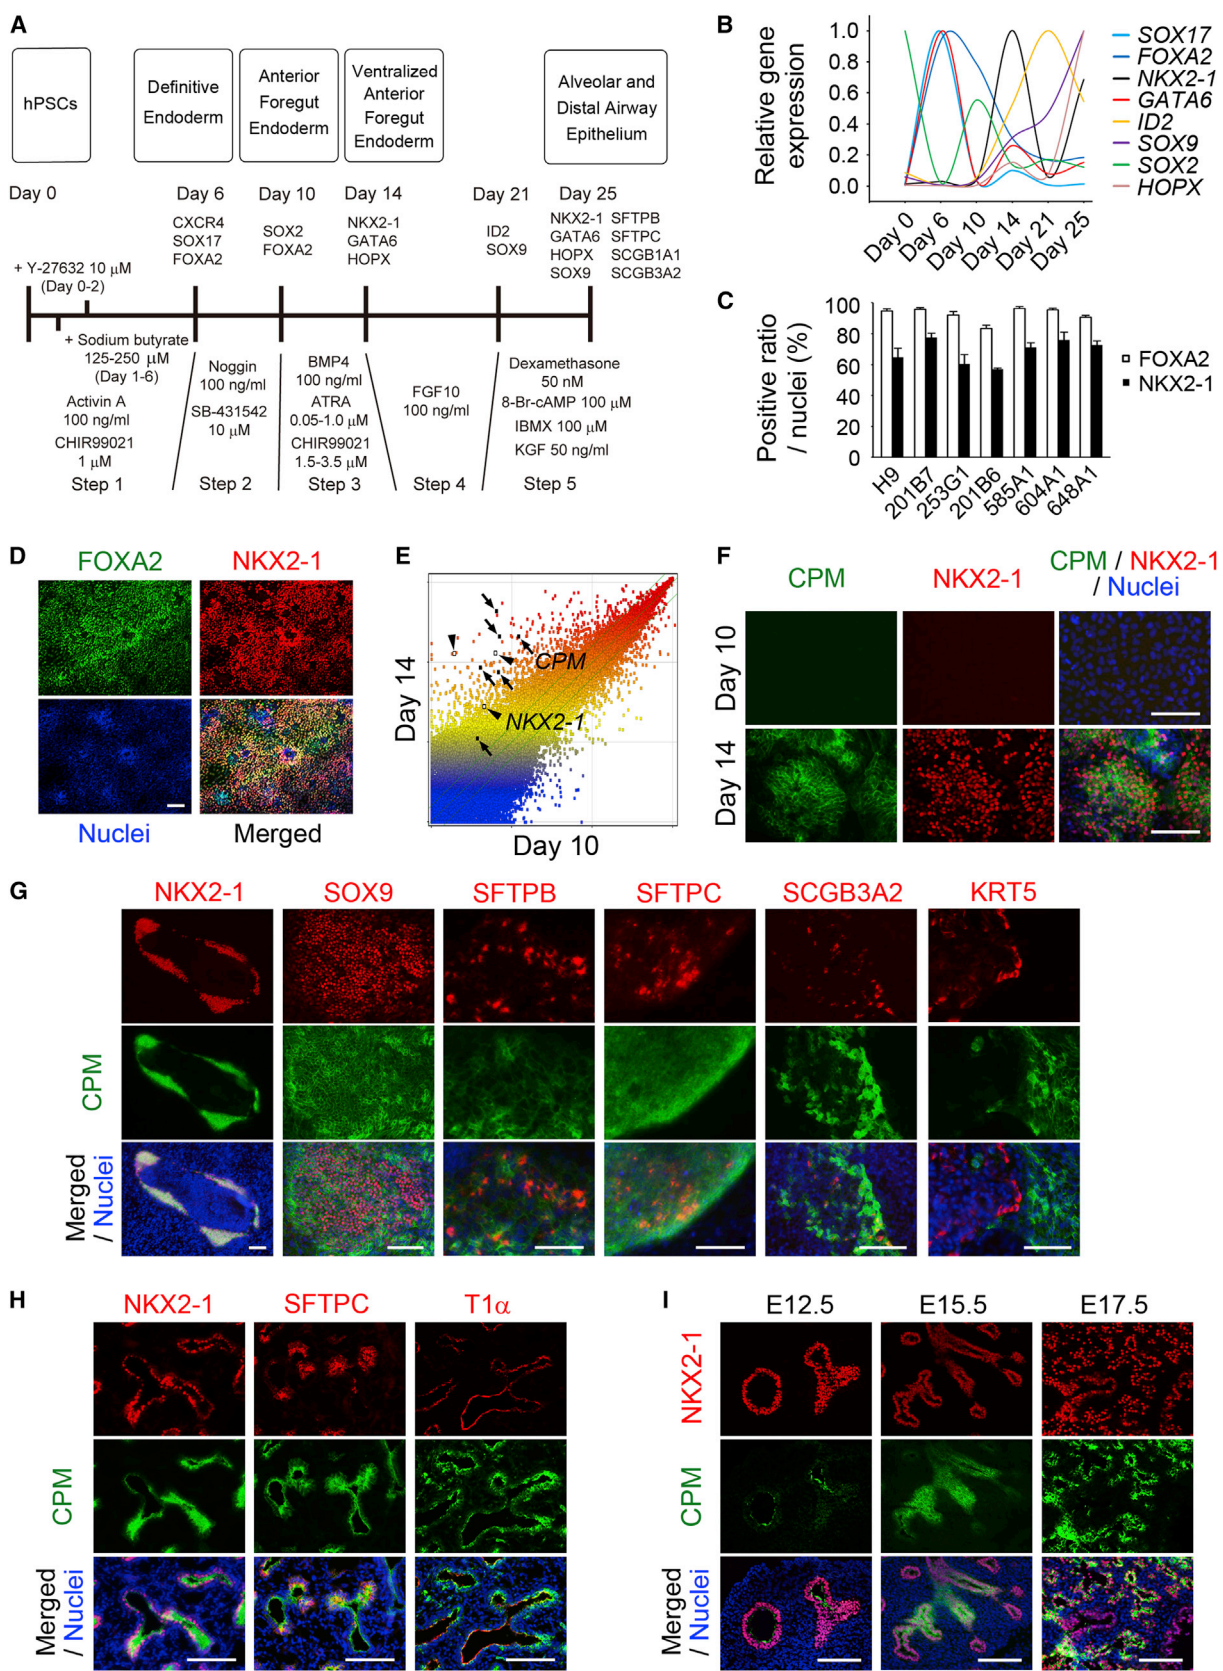 A
hPSCs
Definitive
Endoderm
Anterior
Foregut
Endoderm
Ventralized
Anterior
Foregut
Endoderm
Alveolar and
Distal Airway
Epithelium
Day 0
Day 6
Day 10
Day 14
Day 21
Day 25
CXCR4
SOX17
FOXA2
SOX2
FOXA2
NKX2-1
GATA6
HOPX
ID2
SOX9
NKX2-1
GATA6
HOPX
SOX9
SFTPB
SFTPC
SCGB1A1
SCGB3A2
+ Y-27632 10 μM
(Day 0-2)
+ Sodium butyrate
125-250 μM
(Day 1-6)
Activin A
100 ng/ml
CHIR99021
1 μM
Step 1
Noggin
100 ng/ml
SB-431542
10 μM
Step 2
BMP4
100 ng/ml
ATRA
0.05-1.0 μM
CHIR99021
1.5-3.5 μM
Step 3
FGF10
100 ng/ml
Step 4
Dexamethasone
50 nM
8-Br-cAMP 100 μM
IBMX 100 μM
KGF 50 ng/ml
Step 5
B
Relative gene
expression
1.0
0.8
0.6
0.4
0.2
0.0
Day 0
Day 6
Day 10
Day 14
Day 21
Day 25
SOX17
FOXA2
NKX2-1
GATA6
ID2
SOX9
SOX2
HOPX
C
Positive ratio
/ nuclei (%)
100
80
60
40
20
0
H9
201B7
253G1
201B6
585A1
604A1
648A1
FOXA2
NKX2-1
D
FOXA2
NKX2-1
Nuclei
Merged
E
Day 14
CPM
NKX2-1
Day 10
F
CPM
NKX2-1
CPM / NKX2-1
/ Nuclei
Day 10
Day 14
G
NKX2-1
SOX9
SFTPB
SFTPC
SCGB3A2
KRT5
CPM
Merged
/ Nuclei
H
NKX2-1
SFTPC
T1α
CPM
Merged
/ Nuclei
I
E12.5
E15.5
E17.5
NKX2-1
CPM
Merged
/ Nuclei